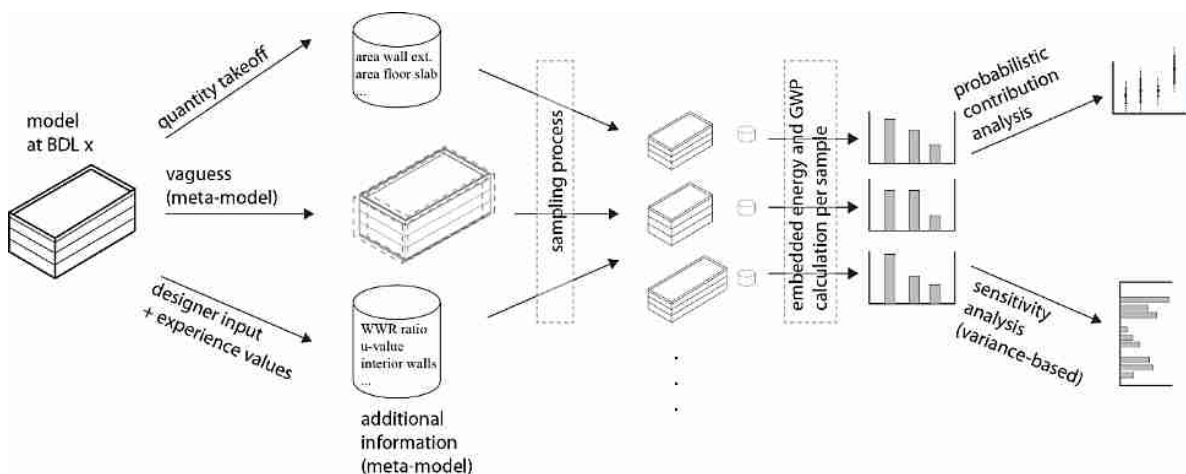 model
at BDL x
quantity takeoff
vaguess
(meta-model)
designer input
+ experience values
area wall ext.
area floor slab
...
WWR ratio
u-value
interior walls
...
additional
information
(meta-model)
sampling process
embedded energy and GWP
calculation per sample
probabilistic
contribution
analysis
sensitivity
analysis
(variance-based)